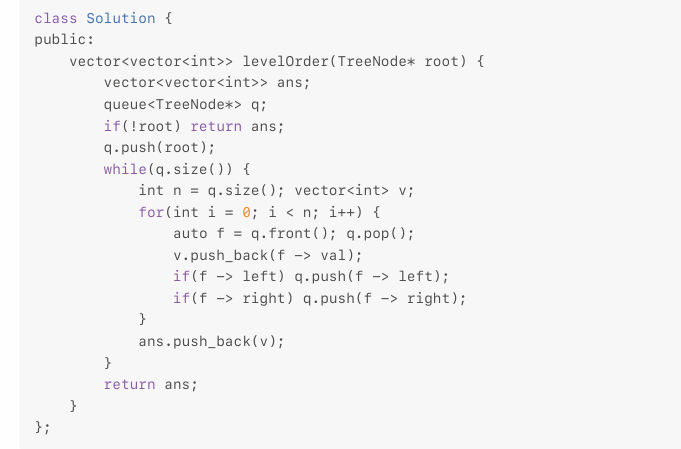 class Solution {
public:
    vector<vector<int>> levelOrder(TreeNode* root) {
        vector<vector<int>> ans;
        queue<TreeNode*> q;
        if(!root) return ans;
        q.push(root);
        while(q.size()) {
            int n = q.size(); vector<int> v;
            for(int i = 0; i < n; i++) {
                auto f = q.front(); q.pop();
                v.push_back(f -> val);
                if(f -> left) q.push(f -> left);
                if(f -> right) q.push(f -> right);
            }
            ans.push_back(v);
        }
        return ans;
    }
};